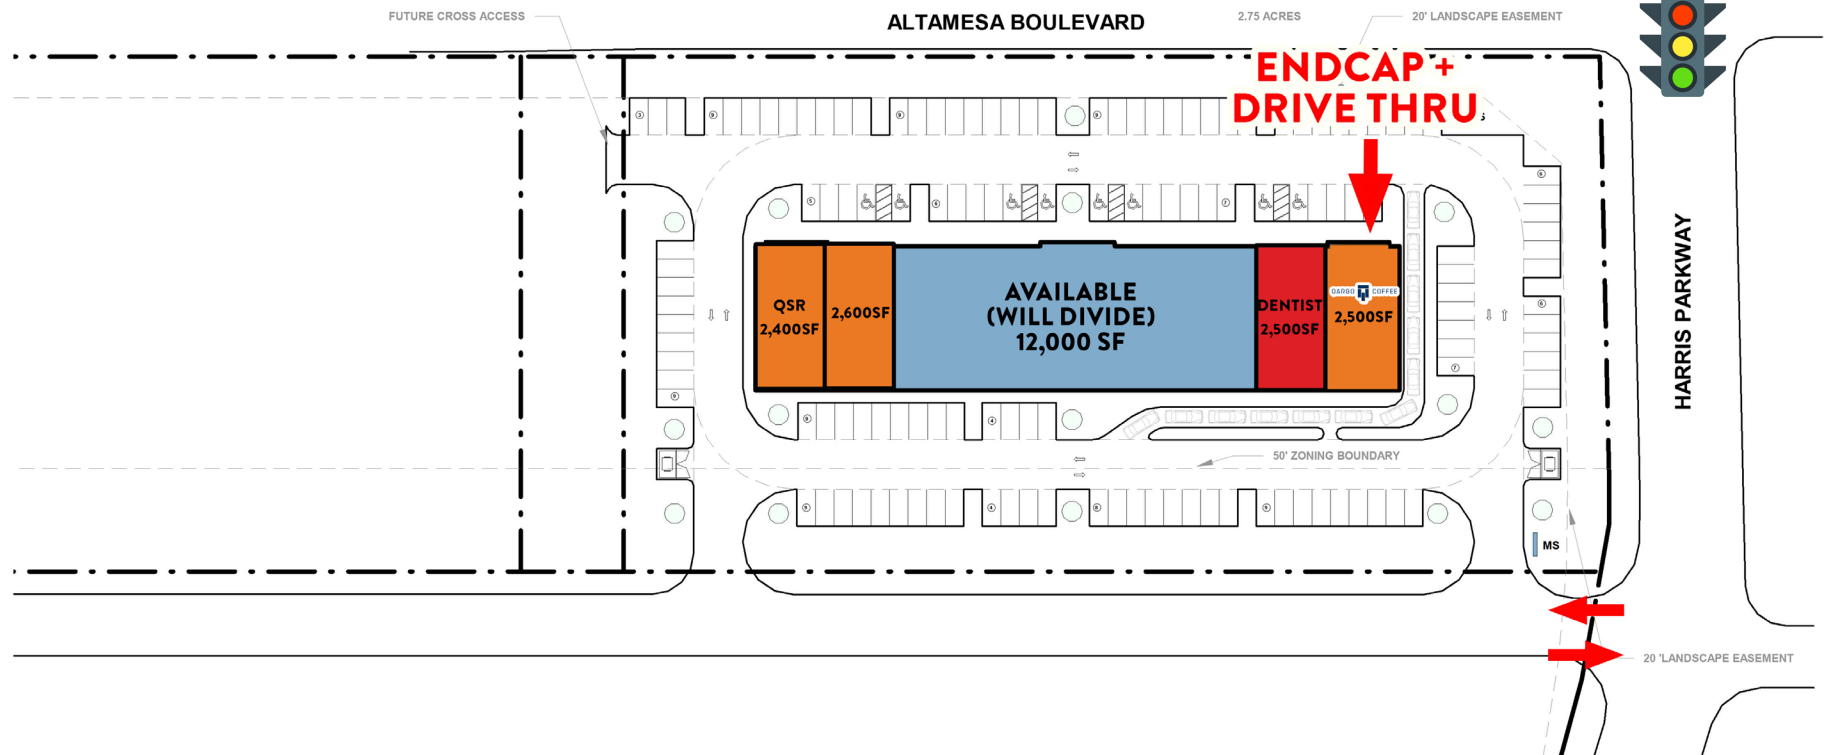 FUTURE CROSS ACCESS
ALTAMESA BOULEVARD
2.75 ACRES
20' LANDSCAPE EASEMENT
ENDCAP +
DRIVE THRU
HARRIS PARKWAY
QSR
2,400SF
2,600SF
AVAILABLE
(WILL DIVIDE)
12,000 SF
DENTIST
2,500SF
DARGO COFFEE
2,500SF
50' ZONING BOUNDARY
MS
20 'LANDSCAPE EASEMENT